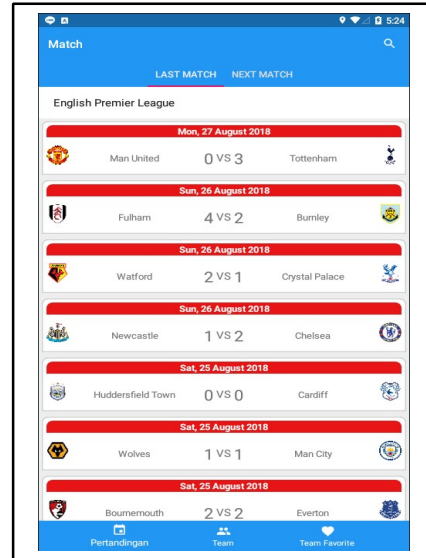 5:24
Match
LAST MATCH NEXT MATCH
English Premier League
Mon, 27 August 2018
Man United 0 VS 3 Tottenham
Sun, 26 August 2018
Fulham 4 VS 2 Burnley
Sun, 26 August 2018
Watford 2 VS 1 Crystal Palace
Sun, 26 August 2018
Newcastle 1 VS 2 Chelsea
Sat, 25 August 2018
Huddersfield Town 0 VS 0 Cardiff
Sat, 25 August 2018
Wolves 1 VS 1 Man City
Sat, 25 August 2018
Bournemouth 2 VS 2 Everton
Pertandingan Team Team Favorite